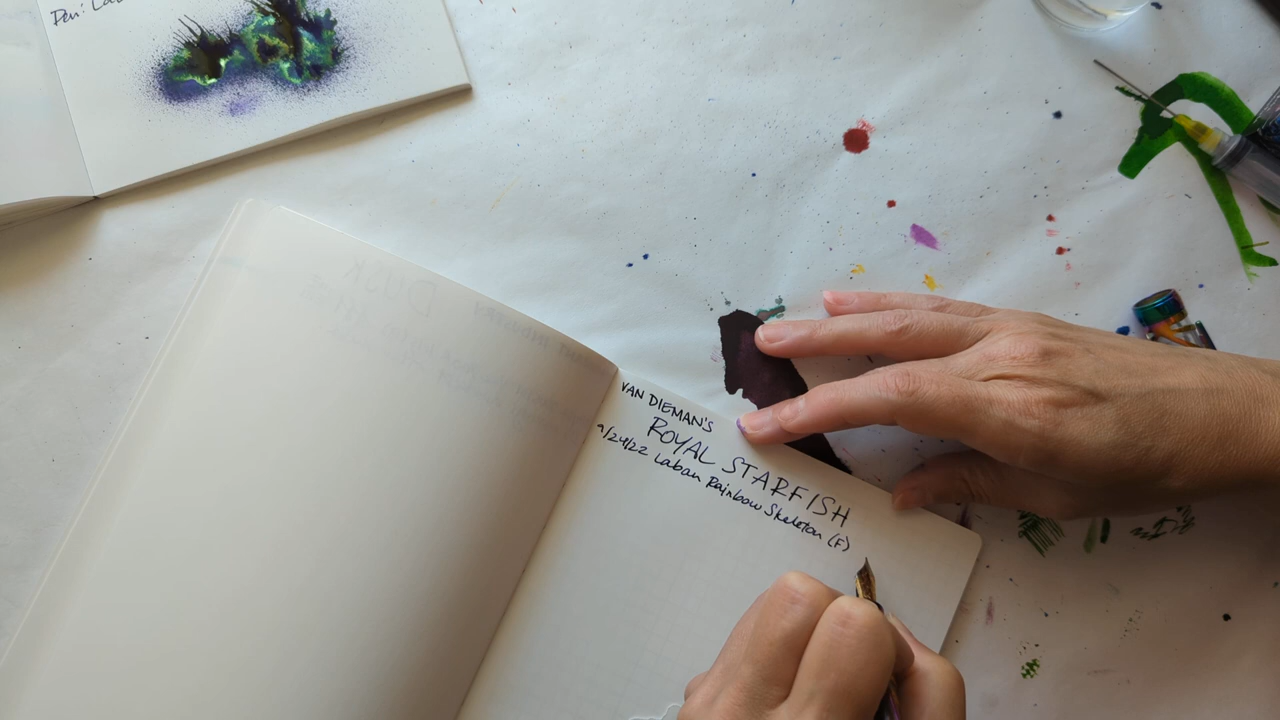 VAN DIEMAN'S
ROYAL STARFISH
9/24/22 Laban Rainbow Skeleton (F)